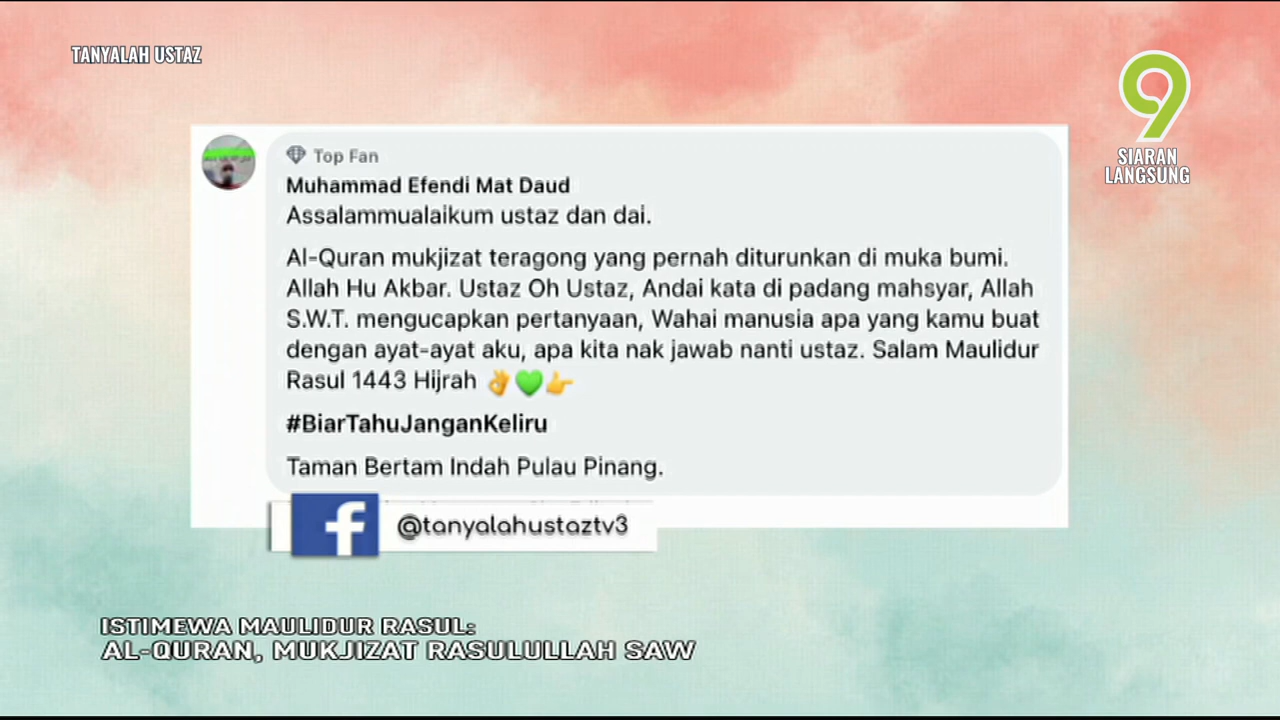 TANYALAH USTAZ
9
SIARAN
LANGSUNG
Top Fan
Muhammad Efendi Mat Daud
Assalammualaikum ustaz dan dai.
Al-Quran mukjizat teragong yang pernah diturunkan di muka bumi.
Allah Hu Akbar. Ustaz Oh Ustaz, Andai kata di padang mahsyar, Allah
S.W.T. mengucapkan pertanyaan, Wahai manusia apa yang kamu buat
dengan ayat-ayat aku, apa kita nak jawab nanti ustaz. Salam Maulidur
Rasul 1443 Hijrah 👌💚👉
#BiarTahuJanganKeliru
Taman Bertam Indah Pulau Pinang.
f @tanyalahustaztv3
ISTIMEWA MAULIDUR RASUL:
AL-QURAN, MUKJIZAT RASULULLAH SAW